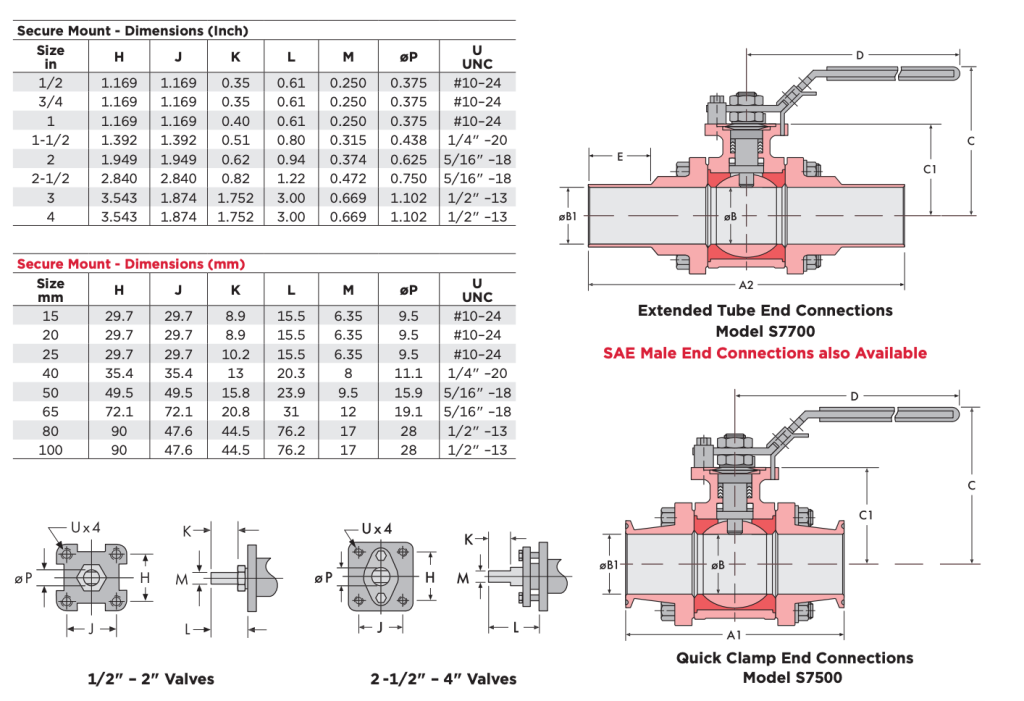 Secure Mount - Dimensions (Inch)
Size in H J K L M øP U UNC
1/2 1.169 1.169 0.35 0.61 0.250 0.375 #10–24
3/4 1.169 1.169 0.35 0.61 0.250 0.375 #10–24
1 1.169 1.169 0.40 0.61 0.250 0.375 #10–24
1-1/2 1.392 1.392 0.51 0.80 0.315 0.438 1/4” -20
2 1.949 1.949 0.62 0.94 0.374 0.625 5/16” -18
2-1/2 2.840 2.840 0.82 1.22 0.472 0.750 5/16” -18
3 3.543 1.874 1.752 3.00 0.669 1.102 1/2” -13
4 3.543 1.874 1.752 3.00 0.669 1.102 1/2” -13
Secure Mount - Dimensions (mm)
Size mm H J K L M øP U UNC
15 29.7 29.7 8.9 15.5 6.35 9.5 #10–24
20 29.7 29.7 8.9 15.5 6.35 9.5 #10–24
25 29.7 29.7 10.2 15.5 6.35 9.5 #10–24
40 35.4 35.4 13 20.3 8 11.1 1/4” -20
50 49.5 49.5 15.8 23.9 9.5 15.9 5/16” -18
65 72.1 72.1 20.8 31 12 19.1 5/16” -18
80 90 47.6 44.5 76.2 17 28 1/2” -13
100 90 47.6 44.5 76.2 17 28 1/2” -13
U x 4
øP
H
J
K
M
L
1/2” – 2” Valves
U x 4
øP
H
J
K
M
L
2 -1/2” – 4” Valves
D
C
C1
E
øB1
øB
A2
Extended Tube End Connections
Model S7700
SAE Male End Connections also Available
D
C
C1
øB1
øB
A1
Quick Clamp End Connections
Model S7500